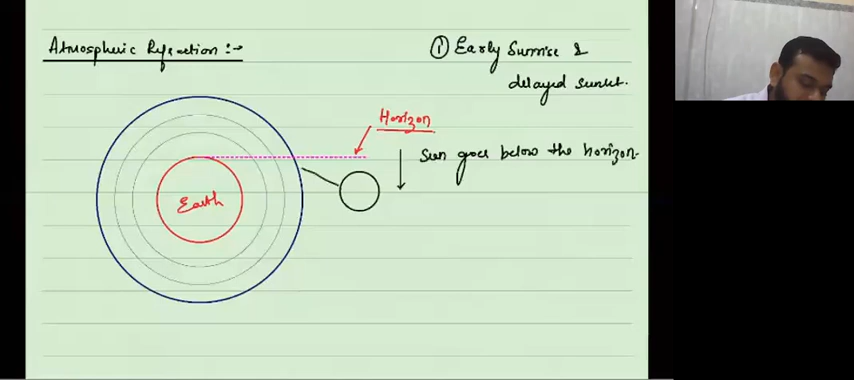 Atmospheric Refraction :->
① Early Sunrise &
delayed sunset.
Horizon
Sun goes below the horizon.
Earth